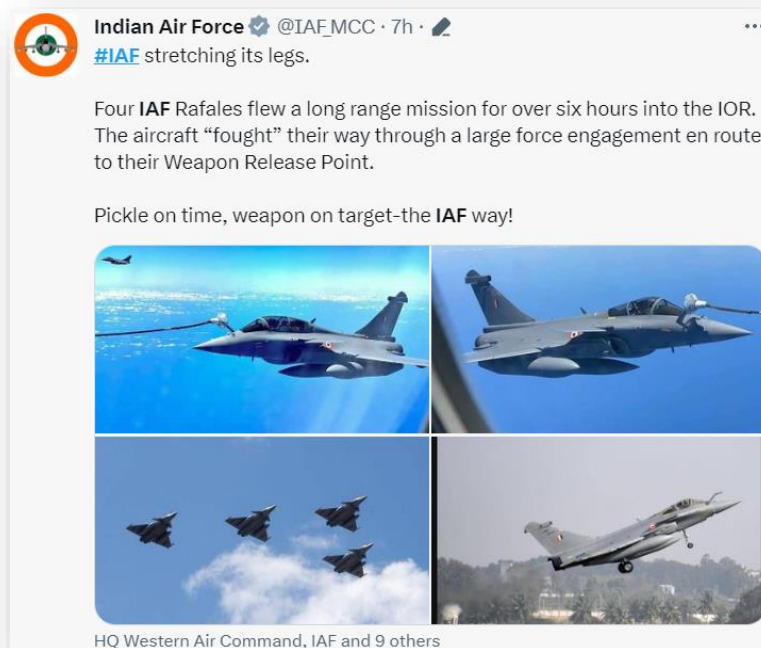 Indian Air Force @IAF_MCC · 7h ·
#IAF stretching its legs.
Four IAF Rafales flew a long range mission for over six hours into the IOR.
The aircraft “fought” their way through a large force engagement en route
to their Weapon Release Point.
Pickle on time, weapon on target-the IAF way!
HQ Western Air Command, IAF and 9 others